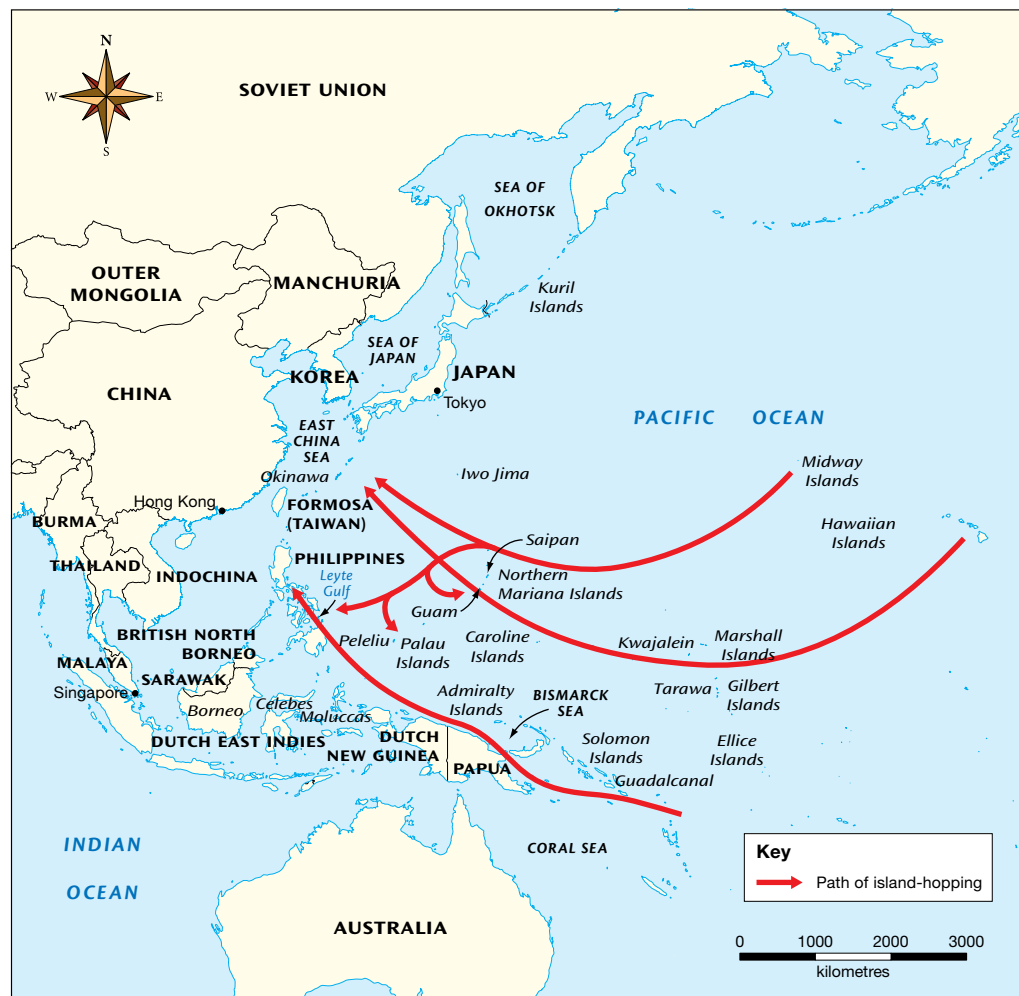 N
W
E
S
SOVIET UNION
SEA OF
OKHOTSK
OUTER
MONGOLIA
MANCHURIA
Kuril
Islands
SEA OF
JAPAN
KOREA
JAPAN
CHINA
Tokyo
PACIFIC OCEAN
EAST
CHINA
SEA
Okinawa
Iwo Jima
Midway
Islands
Hong Kong
FORMOSA
(TAIWAN)
Hawaiian
Islands
BURMA
Saipan
THAILAND
INDOCHINA
PHILIPPINES
Leyte
Gulf
Northern
Mariana Islands
Guam
BRITISH NORTH
BORNEO
Peleliu
Palau
Islands
Caroline
Islands
Kwajalein
Marshall
Islands
MALAYA
SARAWAK
Singapore
Borneo
Celebes
Moluccas
Admiralty
Islands
BISMARCK
SEA
Tarawa
Gilbert
Islands
DUTCH EAST INDIES
DUTCH
NEW GUINEA
PAPUA
Solomon
Islands
Ellice
Islands
Guadalcanal
INDIAN
OCEAN
CORAL SEA
AUSTRALIA
Key
Path of island-hopping
0 1000 2000 3000
kilometres